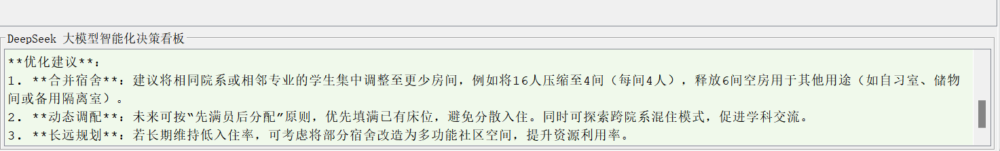 DeepSeek 大模型智能化决策看板
**优化建议**：
1. **合并宿舍**：建议将相同院系或相邻专业的学生集中调整至更少房间，例如将16人压缩至4间（每间4人），释放6间空房用于其他用途（如自习室、储物
间或备用隔离室）。
2. **动态调配**：未来可按“先满员后分配”原则，优先填满已有床位，避免分散入住。同时可探索跨院系混住模式，促进学科交流。
3. **长远规划**：若长期维持低入住率，可考虑将部分宿舍改造为多功能社区空间，提升资源利用率。